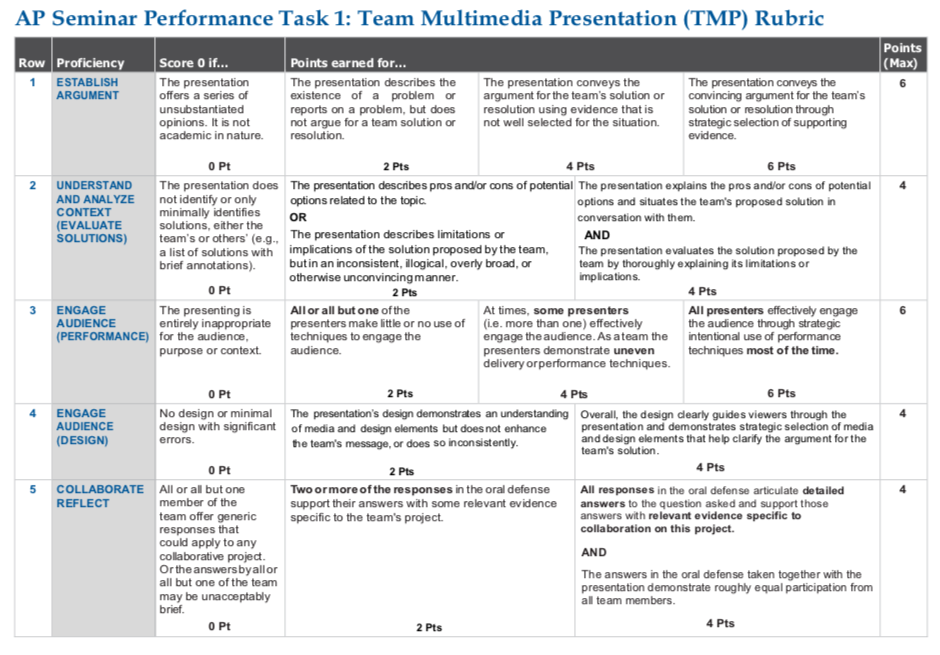 AP Seminar Performance Task 1: Team Multimedia Presentation (TMP) Rubric
Row
Proficiency
Score 0 if...
Points earned for...
Points
(Max)
1
ESTABLISH
ARGUMENT
The presentation
offers a series of
unsubstantiated
opinions. It is not
academic in nature.
0 Pt
The presentation describes the
existence of a problem or
reports on a problem, but does
not argue for a team solution or
resolution.
2 Pts
The presentation conveys the
argument for the team's solution or
resolution using evidence that is
not well selected for the situation.
4 Pts
The presentation conveys the
convincing argument for the team's
solution or resolution through
strategic selection of supporting
evidence.
6 Pts
6
2
UNDERSTAND
AND ANALYZE
CONTEXT
(EVALUATE
SOLUTIONS)
The presentation does
not identify or only
minimally identifies
solutions, either the
team's or others' (e.g.,
a list of solutions with
brief annotations).
0 Pt
The presentation describes pros and/or cons of potential
options related to the topic.
OR
The presentation describes limitations or
implications of the solution proposed by the team,
but in an inconsistent, illogical, overly broad, or
otherwise unconvincing manner.
2 Pts
The presentation explains the pros and/or cons of potential
options and situates the team's proposed solution in
conversation with them.
AND
The presentation evaluates the solution proposed by the
team by thoroughly explaining its limitations or
implications.
4 Pts
4
3
ENGAGE
AUDIENCE
(PERFORMANCE)
The presenting is
entirely inappropriate
for the audience,
purpose or context.
0 Pt
All or all but one of the
presenters make little or no use of
techniques to engage the
audience.
2 Pts
At times, some presenters
(i.e. more than one) effectively
engage the audience. As a team the
presenters demonstrate uneven
delivery or performance techniques.
4 Pts
All presenters effectively engage
the audience through strategic
intentional use of performance
techniques most of the time.
6 Pts
6
4
ENGAGE
AUDIENCE
(DESIGN)
No design or minimal
design with significant
errors.
0 Pt
The presentation's design demonstrates an understanding
of media and design elements but does not enhance
the team's message, or does so inconsistently.
2 Pts
Overall, the design clearly guides viewers through the
presentation and demonstrates strategic selection of media
and design elements that help clarify the argument for the
team's solution.
4 Pts
4
5
COLLABORATE
REFLECT
All or all but one
member of the
team offer generic
responses that
could apply to any
collaborative project.
Or the answers by all or
all but one of the team
may be unacceptably
brief.
0 Pt
Two or more of the responses in the oral defense
support their answers with some relevant evidence
specific to the team's project.
2 Pts
All responses in the oral defense articulate detailed
answers to the question asked and support those
answers with relevant evidence specific to
collaboration on this project.
AND
The answers in the oral defense taken together with the
presentation demonstrate roughly equal participation from
all team members.
4 Pts
4